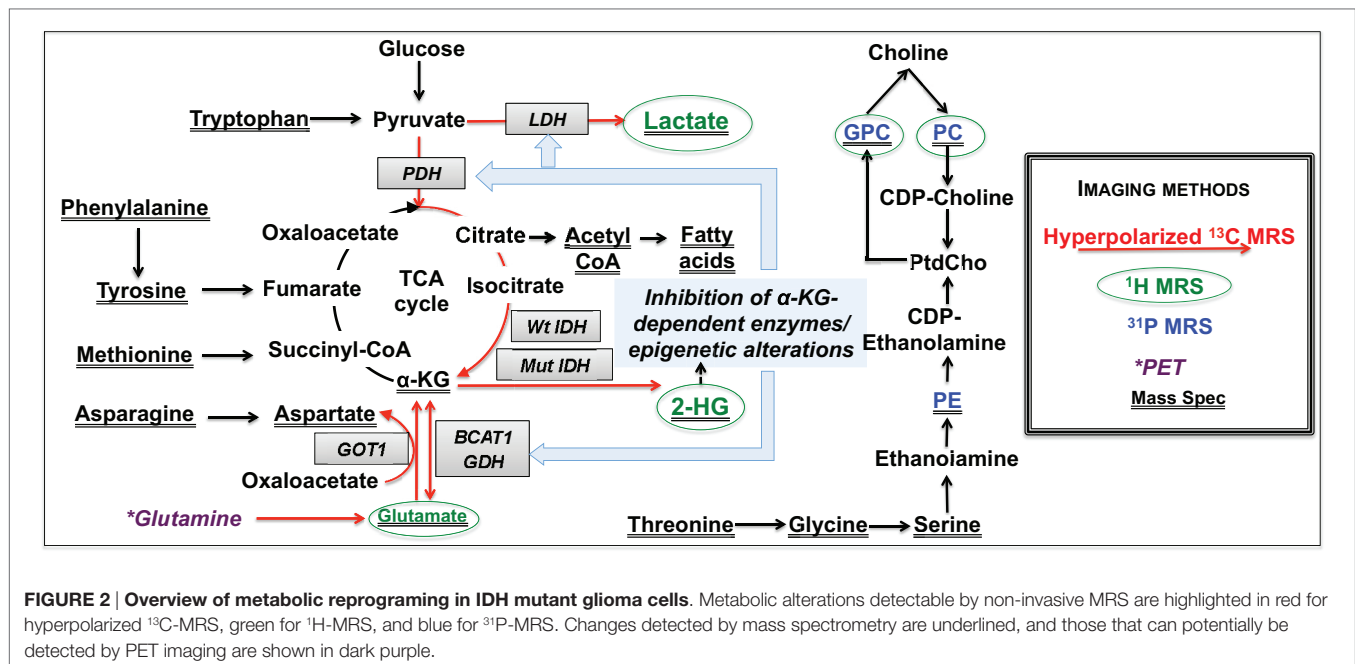 Glucose
Tryptophan
Pyruvate
LDH
Lactate
PDH
Phenylalanine
Tyrosine
Methionine
Asparagine
Oxaloacetate
Fumarate
Succinyl-CoA
TCA
cycle
Citrate
Isocitrate
Acetyl
CoA
Fatty
acids
Wt IDH
Mut IDH
α-KG
Inhibition of α-KG-
dependent enzymes/
epigenetic alterations
2-HG
Aspartate
GOT1
BCAT1
GDH
Oxaloacetate
*Glutamine
Glutamate
Choline
GPC
PC
CDP-Choline
PtdCho
CDP-
Ethanolamine
PE
Ethanolamine
Threonine
Glycine
Serine
IMAGING METHODS
Hyperpolarized ¹³C MRS
¹H MRS
³¹P MRS
*PET
Mass Spec
FIGURE 2 | Overview of metabolic reprograming in IDH mutant glioma cells. Metabolic alterations detectable by non-invasive MRS are highlighted in red for
hyperpolarized ¹³C-MRS, green for ¹H-MRS, and blue for ³¹P-MRS. Changes detected by mass spectrometry are underlined, and those that can potentially be
detected by PET imaging are shown in dark purple.